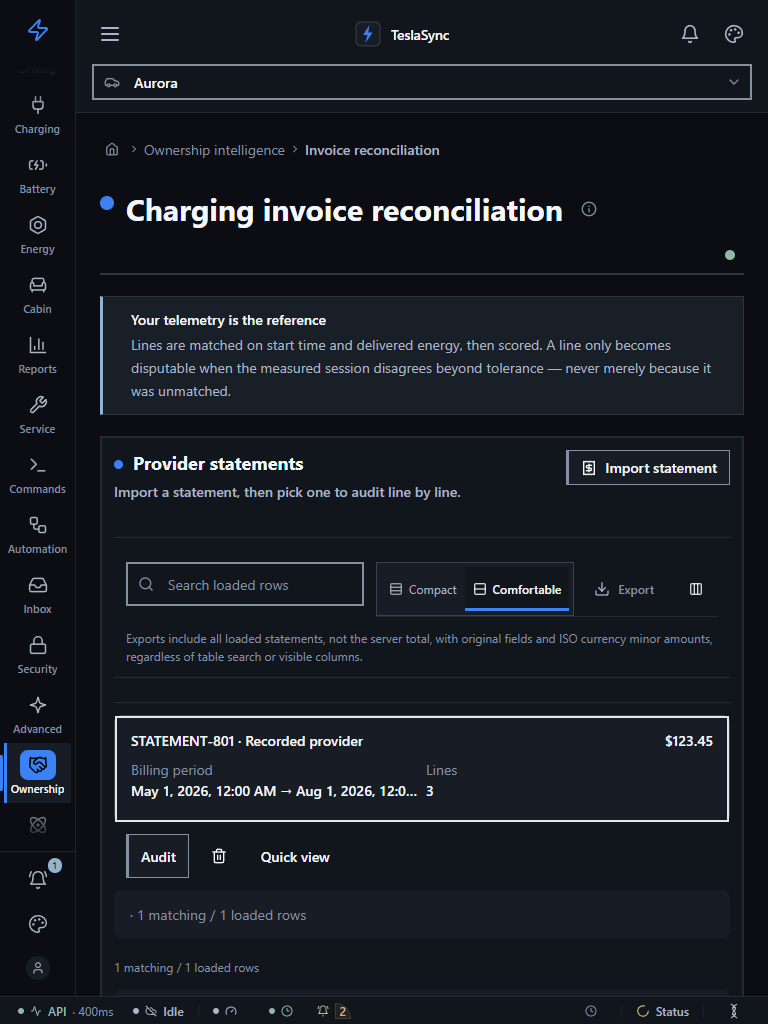 TeslaSync
Aurora
Driving
Charging
Battery
Energy
Cabin
Reports
Service
Commands
Automation
Inbox
Security
Advanced
Ownership
1
Ownership intelligence
Invoice reconciliation
Charging invoice reconciliation
Your telemetry is the reference
Lines are matched on start time and delivered energy, then scored. A line only becomes
disputable when the measured session disagrees beyond tolerance — never merely because it
was unmatched.
Provider statements
Import statement
Import a statement, then pick one to audit line by line.
Search loaded rows
Compact
Comfortable
Export
Exports include all loaded statements, not the server total, with original fields and ISO currency minor amounts,
regardless of table search or visible columns.
STATEMENT-801 · Recorded provider
$123.45
Billing period
Lines
May 1, 2026, 12:00 AM → Aug 1, 2026, 12:0...
3
Audit
Quick view
· 1 matching / 1 loaded rows
1 matching / 1 loaded rows
API · 400ms
Idle
2
Status